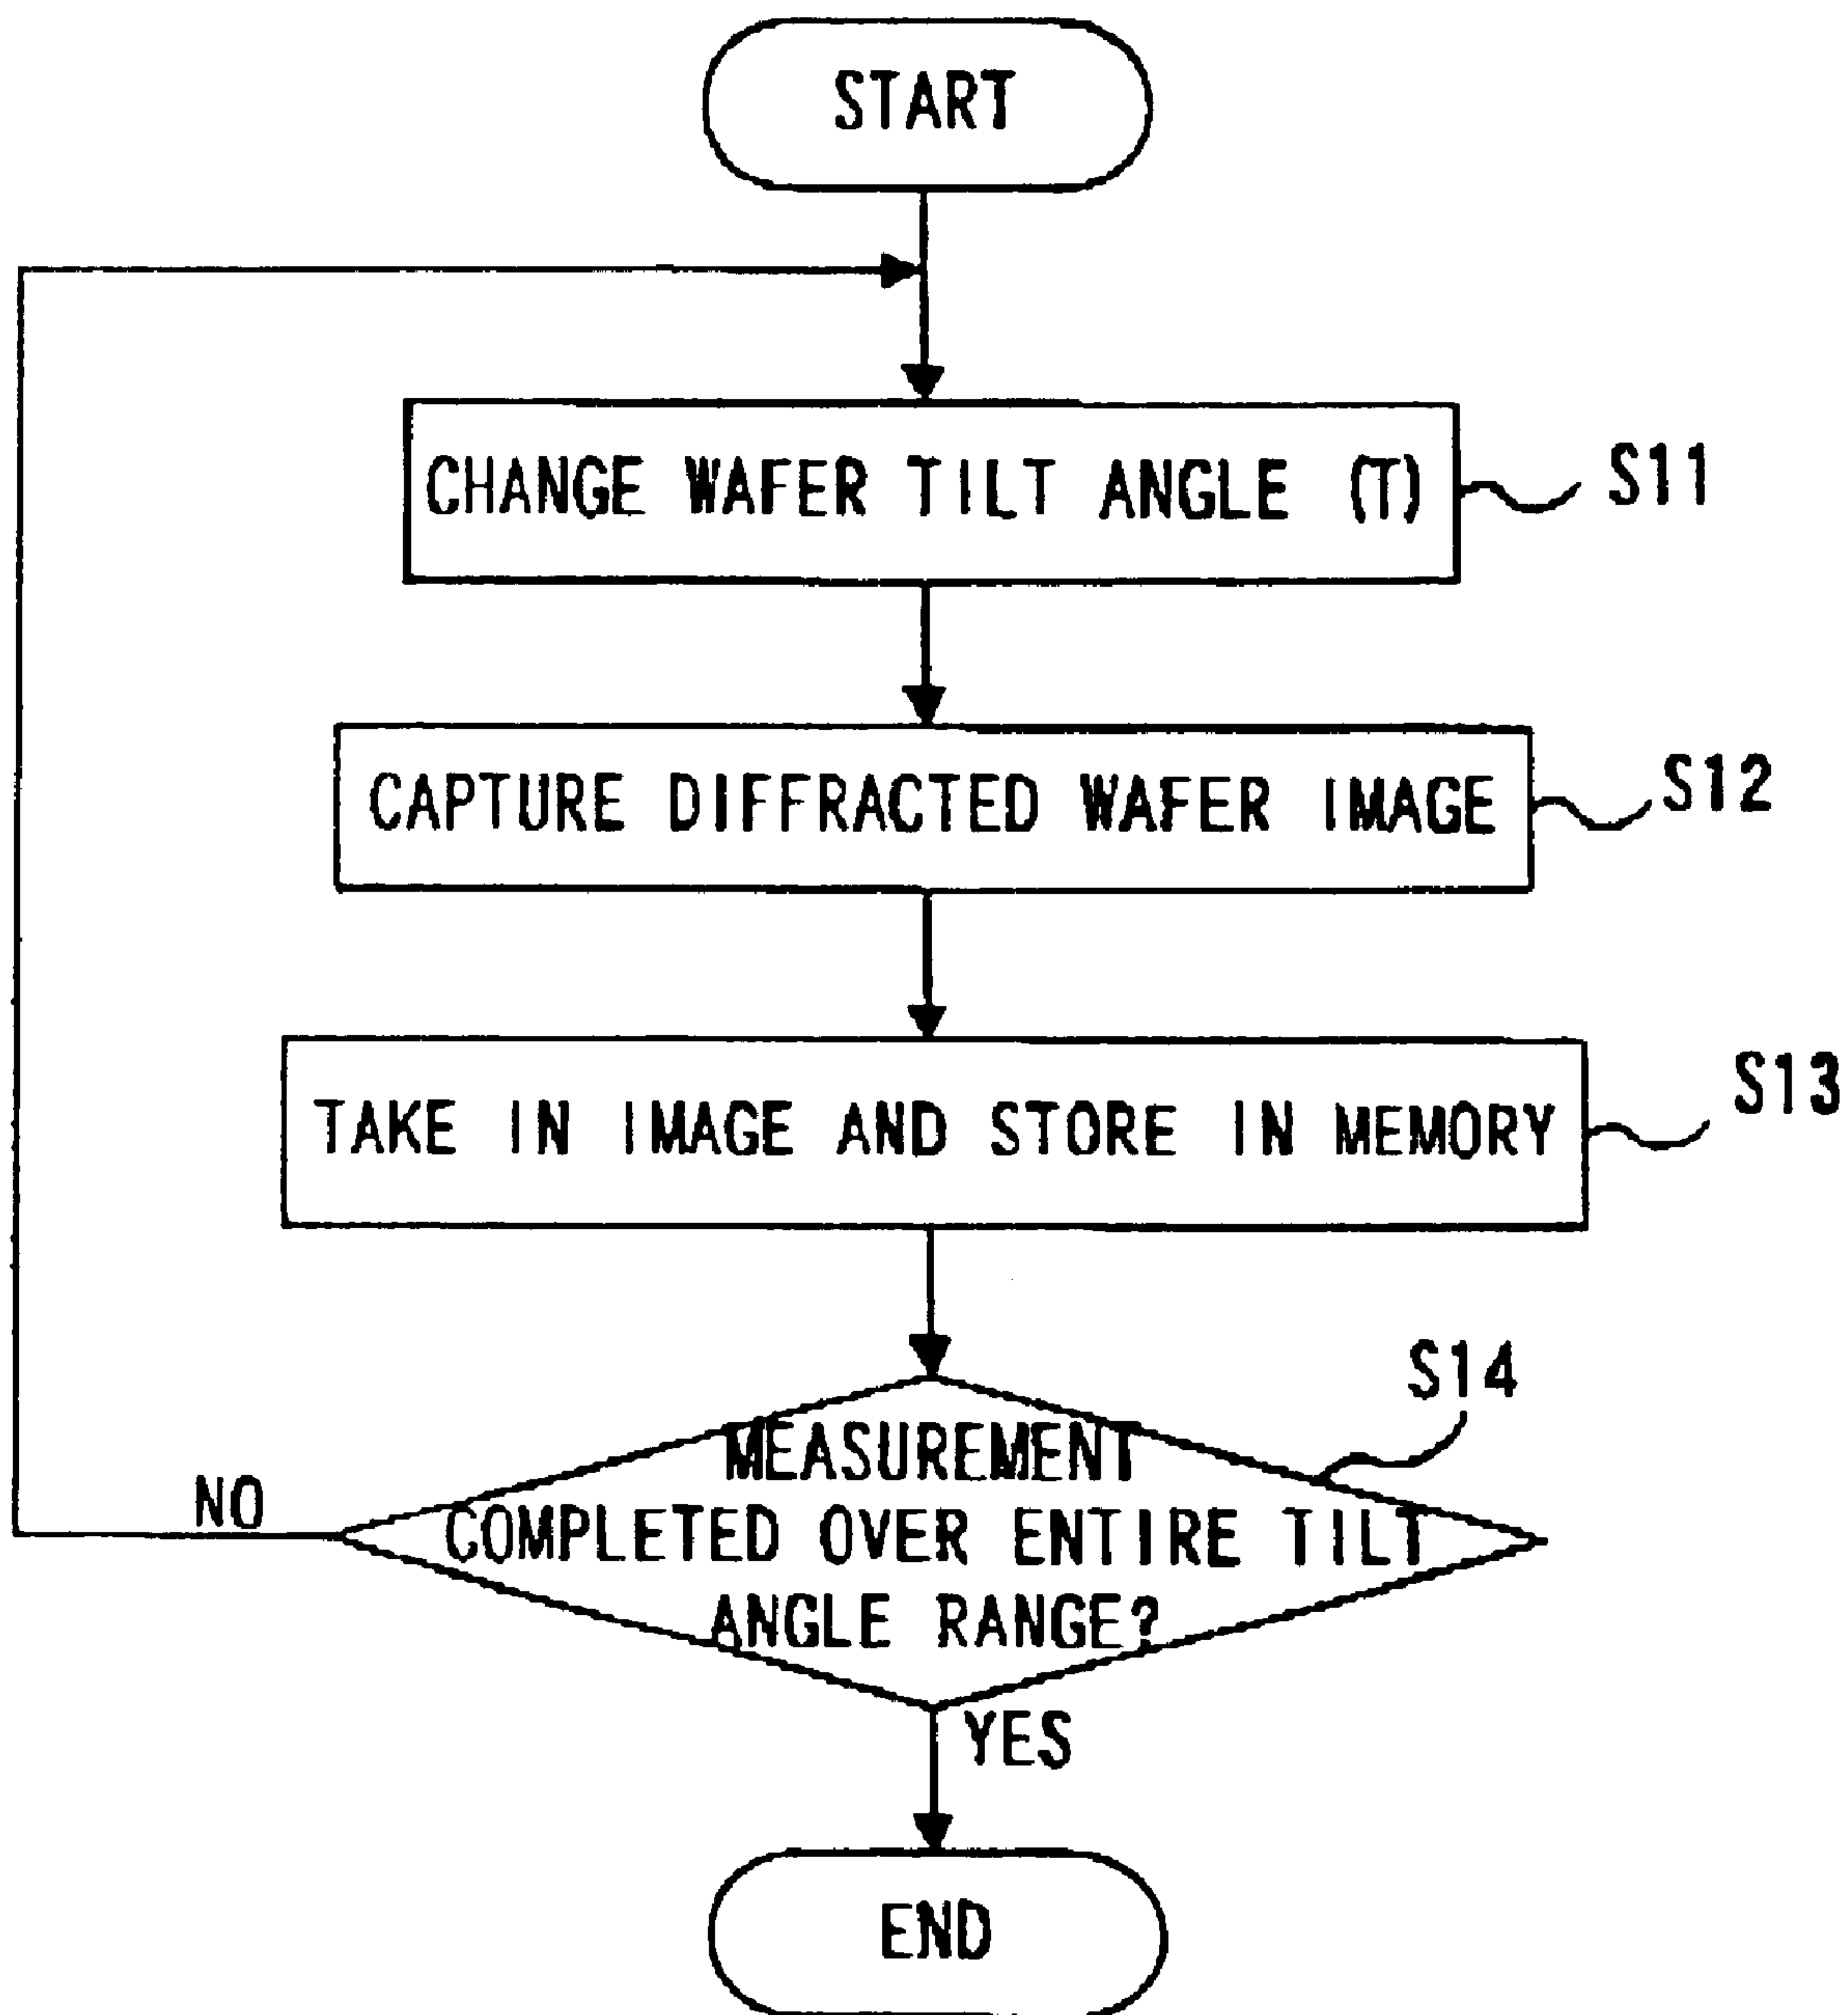 START
CHANGE WAFER TILT ANGLE (T)
S11
CAPTURE DIFFRACTED WAFER IMAGE
S12
TAKE IN IMAGE AND STORE IN MEMORY
S13
S14
MEASUREMENT
COMPLETED OVER ENTIRE TILT
ANGLE RANGE?
NO
YES
END